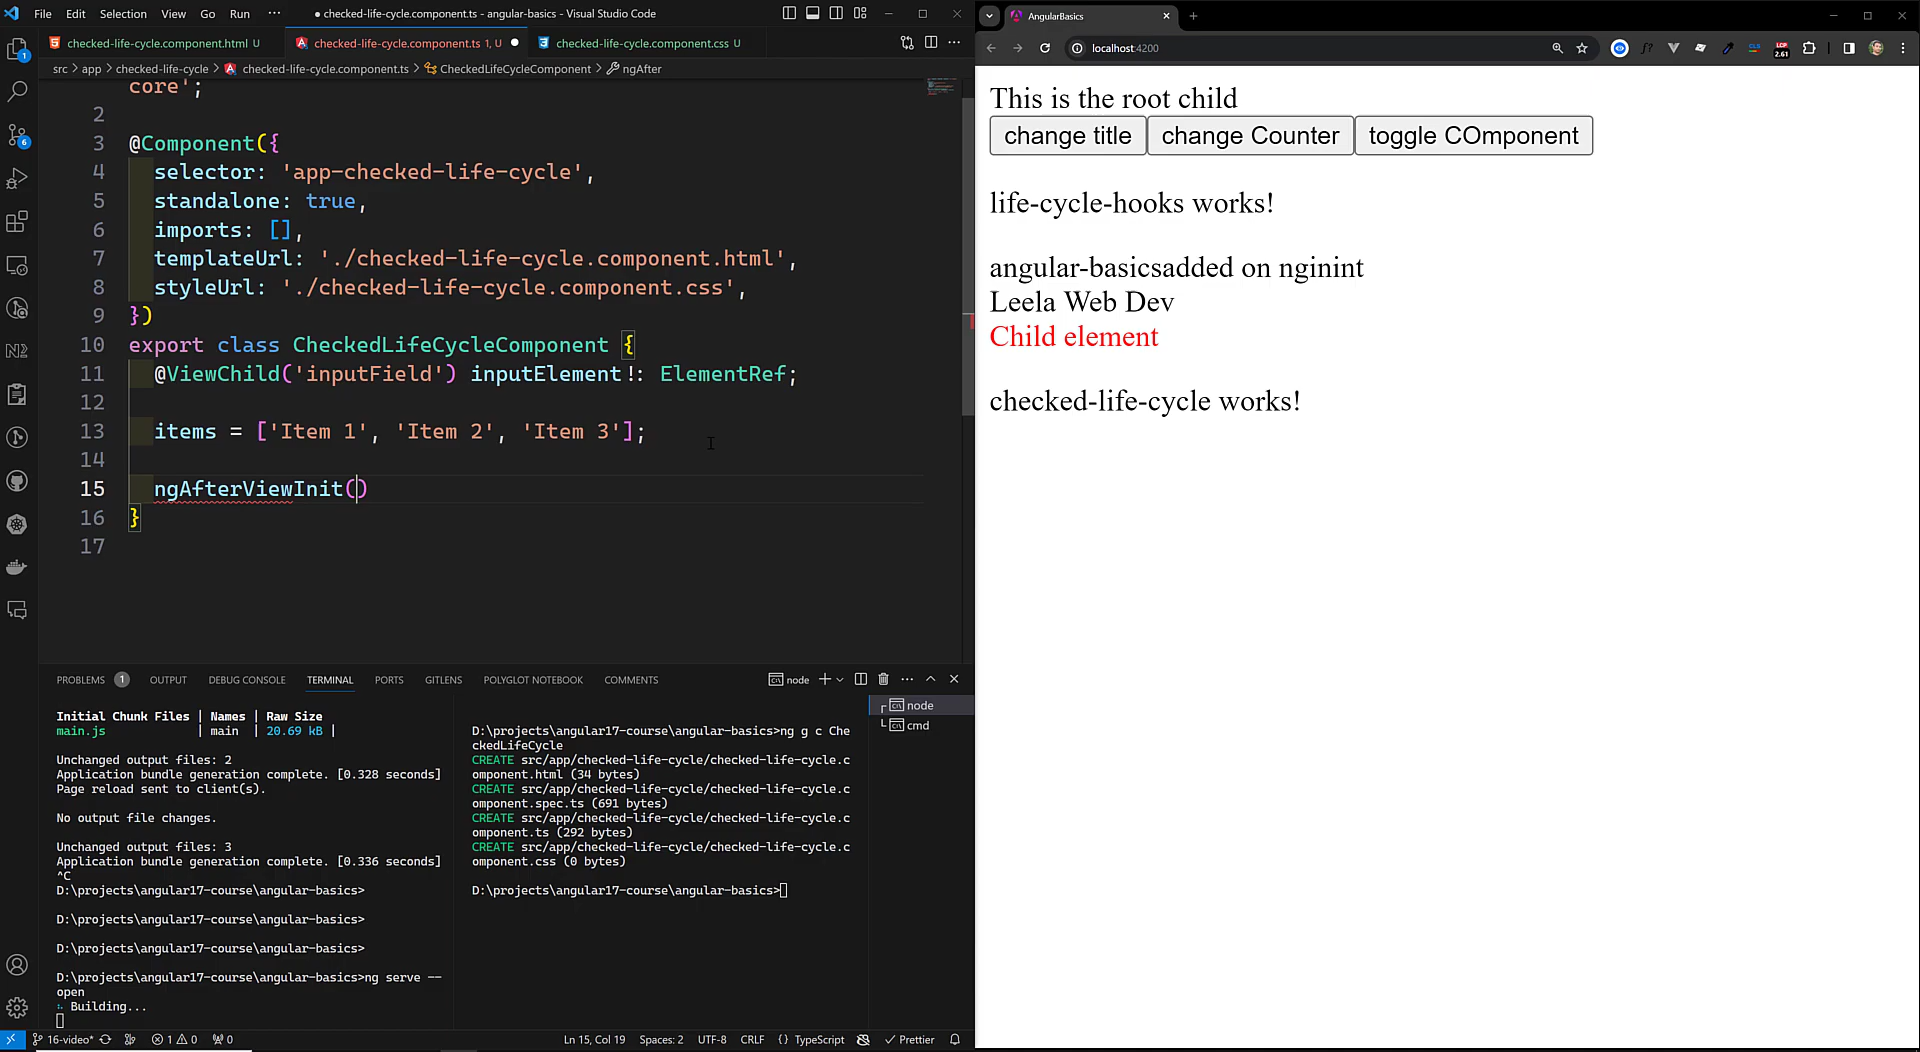 File Edit Selection View Go Run ··· ● checked-life-cycle.component.ts - angular-basics - Visual Studio Code
checked-life-cycle.component.html U checked-life-cycle.component.ts 1, U ● checked-life-cycle.component.css U
src > app > checked-life-cycle > checked-life-cycle.component.ts > CheckedLifeCycleComponent > ngAfter
core';
2
3 @Component({
4 selector: 'app-checked-life-cycle',
5 standalone: true,
6 imports: [],
7 templateUrl: './checked-life-cycle.component.html',
8 styleUrl: './checked-life-cycle.component.css',
9 })
10 export class CheckedLifeCycleComponent {
11 @ViewChild('inputField') inputElement!: ElementRef;
12
13 items = ['Item 1', 'Item 2', 'Item 3'];
14
15 ngAfterViewInit()
16 }
17
PROBLEMS 1 OUTPUT DEBUG CONSOLE TERMINAL PORTS GITLENS POLYGLOT NOTEBOOK COMMENTS node
Initial Chunk Files | Names | Raw Size
main.js | main | 20.69 kB |
Unchanged output files: 2
Application bundle generation complete. [0.328 seconds]
Page reload sent to client(s).
No output file changes.
Unchanged output files: 3
Application bundle generation complete. [0.336 seconds]
^C
D:\projects\angular17-course\angular-basics>
D:\projects\angular17-course\angular-basics>
D:\projects\angular17-course\angular-basics>
D:\projects\angular17-course\angular-basics>ng serve --
open
Building...
D:\projects\angular17-course\angular-basics>ng g c Che
ckedLifeCycle
CREATE src/app/checked-life-cycle/checked-life-cycle.c
omponent.html (34 bytes)
CREATE src/app/checked-life-cycle/checked-life-cycle.c
omponent.spec.ts (691 bytes)
CREATE src/app/checked-life-cycle/checked-life-cycle.c
omponent.ts (292 bytes)
CREATE src/app/checked-life-cycle/checked-life-cycle.c
omponent.css (0 bytes)
D:\projects\angular17-course\angular-basics>
node
cmd
16-video* 1 0 0 Ln 15, Col 19 Spaces: 2 UTF-8 CRLF {} TypeScript Prettier
AngularBasics
localhost:4200
This is the root child
change title change Counter toggle COmponent
life-cycle-hooks works!
angular-basicsadded on nginint
Leela Web Dev
Child element
checked-life-cycle works!